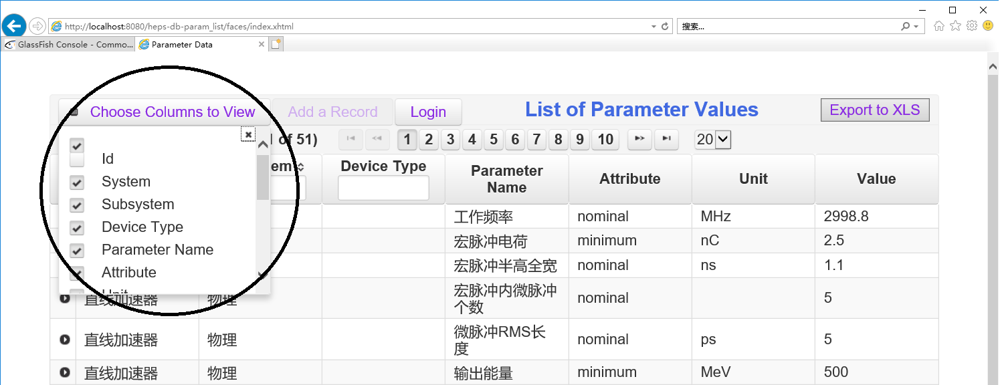 http://localhost:8080/heps-db-param_list/faces/index.xhtml
搜索...
GlassFish Console - Commo...
Parameter Data
Choose Columns to View
Add a Record
Login
List of Parameter Values
Export to XLS
1 of 51)
1 2 3 4 5 6 7 8 9 10
20
Id
System
Subsystem
Device Type
Parameter Name
Attribute
Unit
em
Device Type
Parameter
Name
Attribute
Unit
Value
工作频率 nominal MHz 2998.8
宏脉冲电荷 minimum nC 2.5
宏脉冲半高全宽 nominal ns 1.1
直线加速器 物理 宏脉冲内微脉冲 nominal 5
个数
直线加速器 物理 微脉冲RMS长 nominal ps 5
度
直线加速器 物理 输出能量 minimum MeV 500